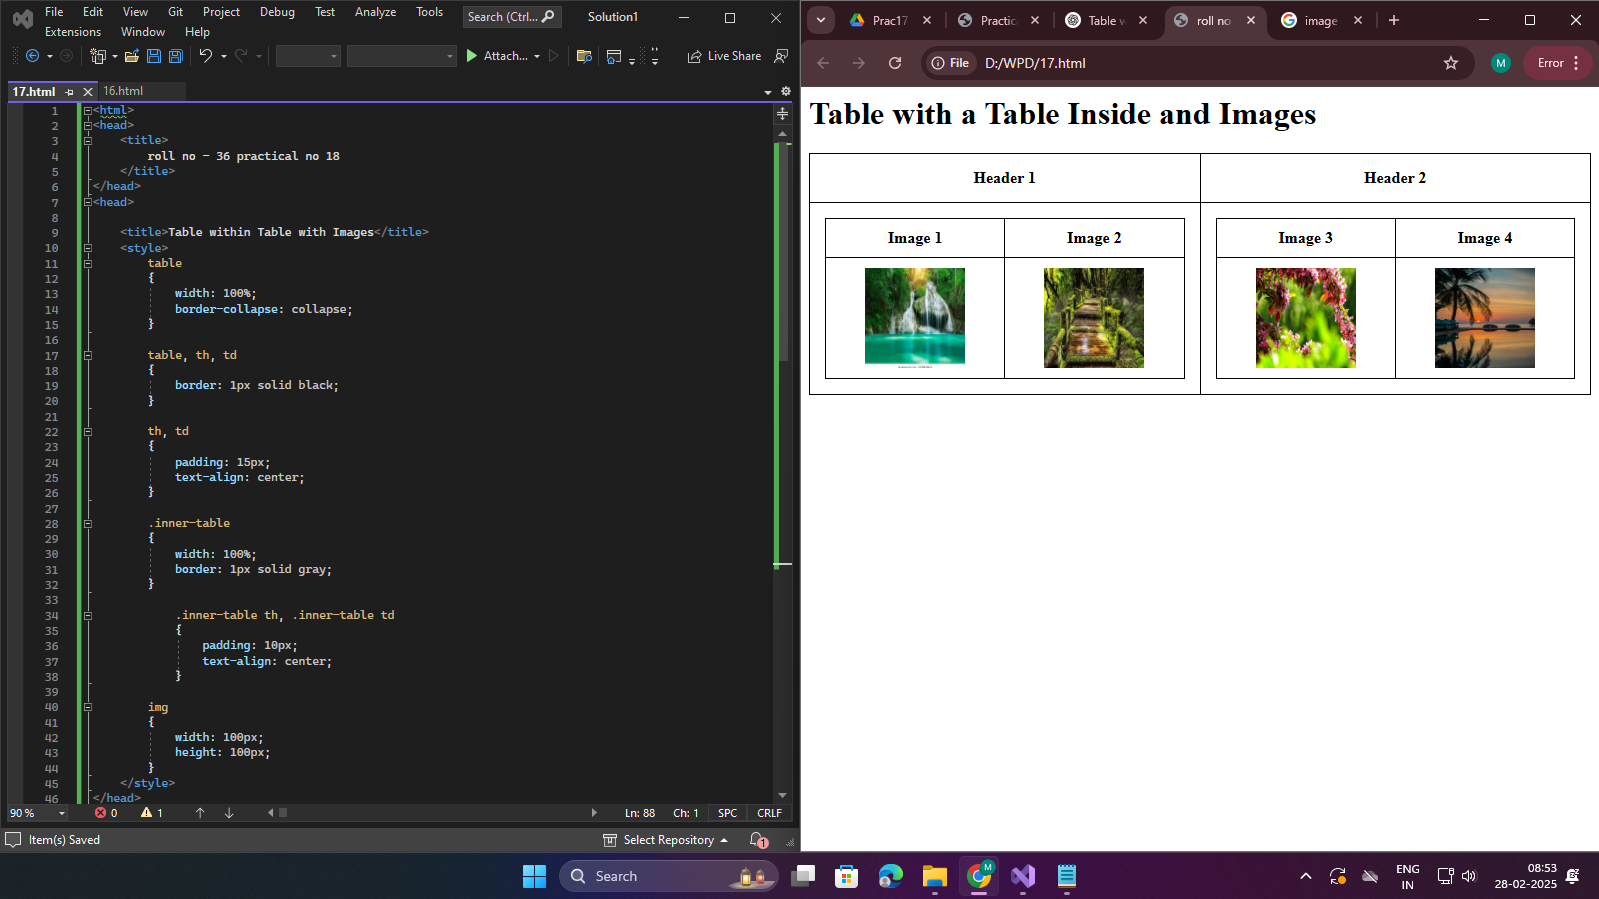 File Edit View Git Project Debug Test Analyze Tools Search (Ctrl... Solution1
Extensions Window Help
Attach... Live Share
17.html 16.html
1 <html>
2 <head>
3 <title>
4 roll no - 36 practical no 18
5 </title>
6 </head>
7 <head>
8
9 <title>Table within Table with Images</title>
10 <style>
11 table
12 {
13 width: 100%;
14 border-collapse: collapse;
15 }
16
17 table, th, td
18 {
19 border: 1px solid black;
20 }
21
22 th, td
23 {
24 padding: 15px;
25 text-align: center;
26 }
27
28 .inner-table
29 {
30 width: 100%;
31 border: 1px solid gray;
32 }
33
34 .inner-table th, .inner-table td
35 {
36 padding: 10px;
37 text-align: center;
38 }
39
40 img
41 {
42 width: 100px;
43 height: 100px;
44 }
45 </style>
46 </head>
90 % 0 1 Ln: 88 Ch: 1 SPC CRLF
Item(s) Saved Select Repository 1
Prac17 Practic Table w roll no image
File D:/WPD/17.html M Error
Table with a Table Inside and Images
Header 1 Header 2
Image 1 Image 2 Image 3 Image 4
Search M ENG IN 08:53
28-02-2025